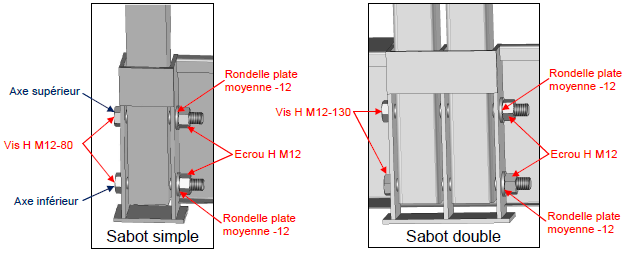 Axe supérieur
Vis H M12-80
Axe inférieur
Rondelle plate
moyenne -12
Ecrou H M12
Rondelle plate
moyenne -12
Sabot simple
Vis H M12-130
Rondelle plate
moyenne -12
Ecrou H M12
Rondelle plate
moyenne -12
Sabot double